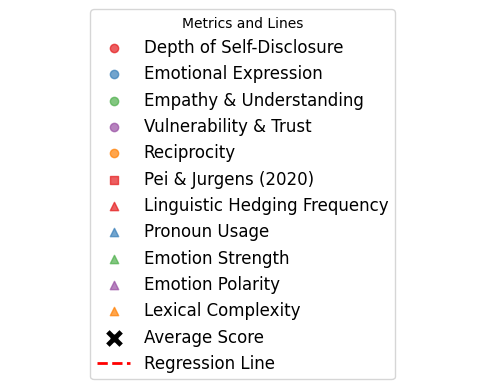 Metrics and Lines
Depth of Self-Disclosure
Emotional Expression
Empathy & Understanding
Vulnerability & Trust
Reciprocity
Pei & Jurgens (2020)
Linguistic Hedging Frequency
Pronoun Usage
Emotion Strength
Emotion Polarity
Lexical Complexity
Average Score
Regression Line